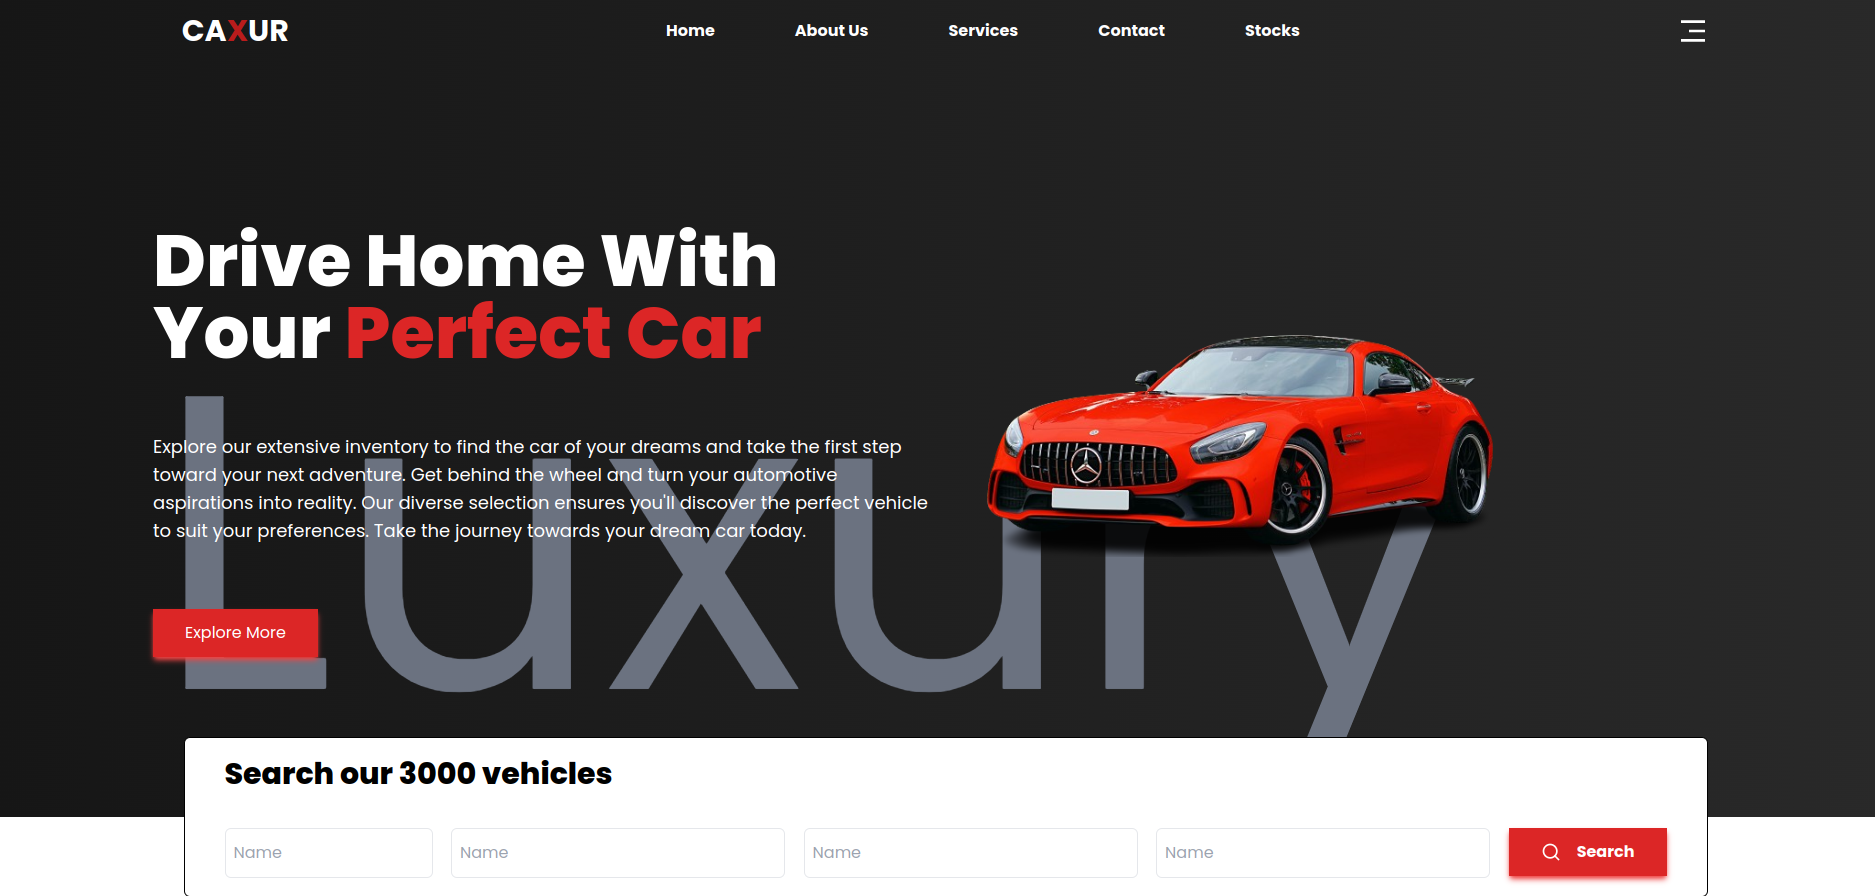 CAXUR
Home
About Us
Services
Contact
Stocks
Drive Home With
Your Perfect Car
Luxury
Explore our extensive inventory to find the car of your dreams and take the first step
toward your next adventure. Get behind the wheel and turn your automotive
aspirations into reality. Our diverse selection ensures you'll discover the perfect vehicle
to suit your preferences. Take the journey towards your dream car today.
Explore More
Search our 3000 vehicles
Name
Name
Name
Name
Search